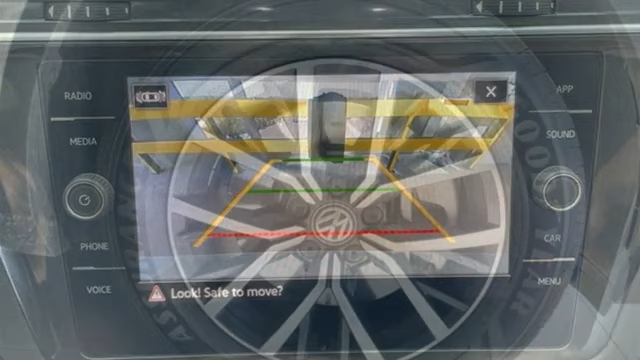 RADIO
APP
MEDIA
SOUND
PHONE
CAR
VOICE
MENU
Look! Safe to move?